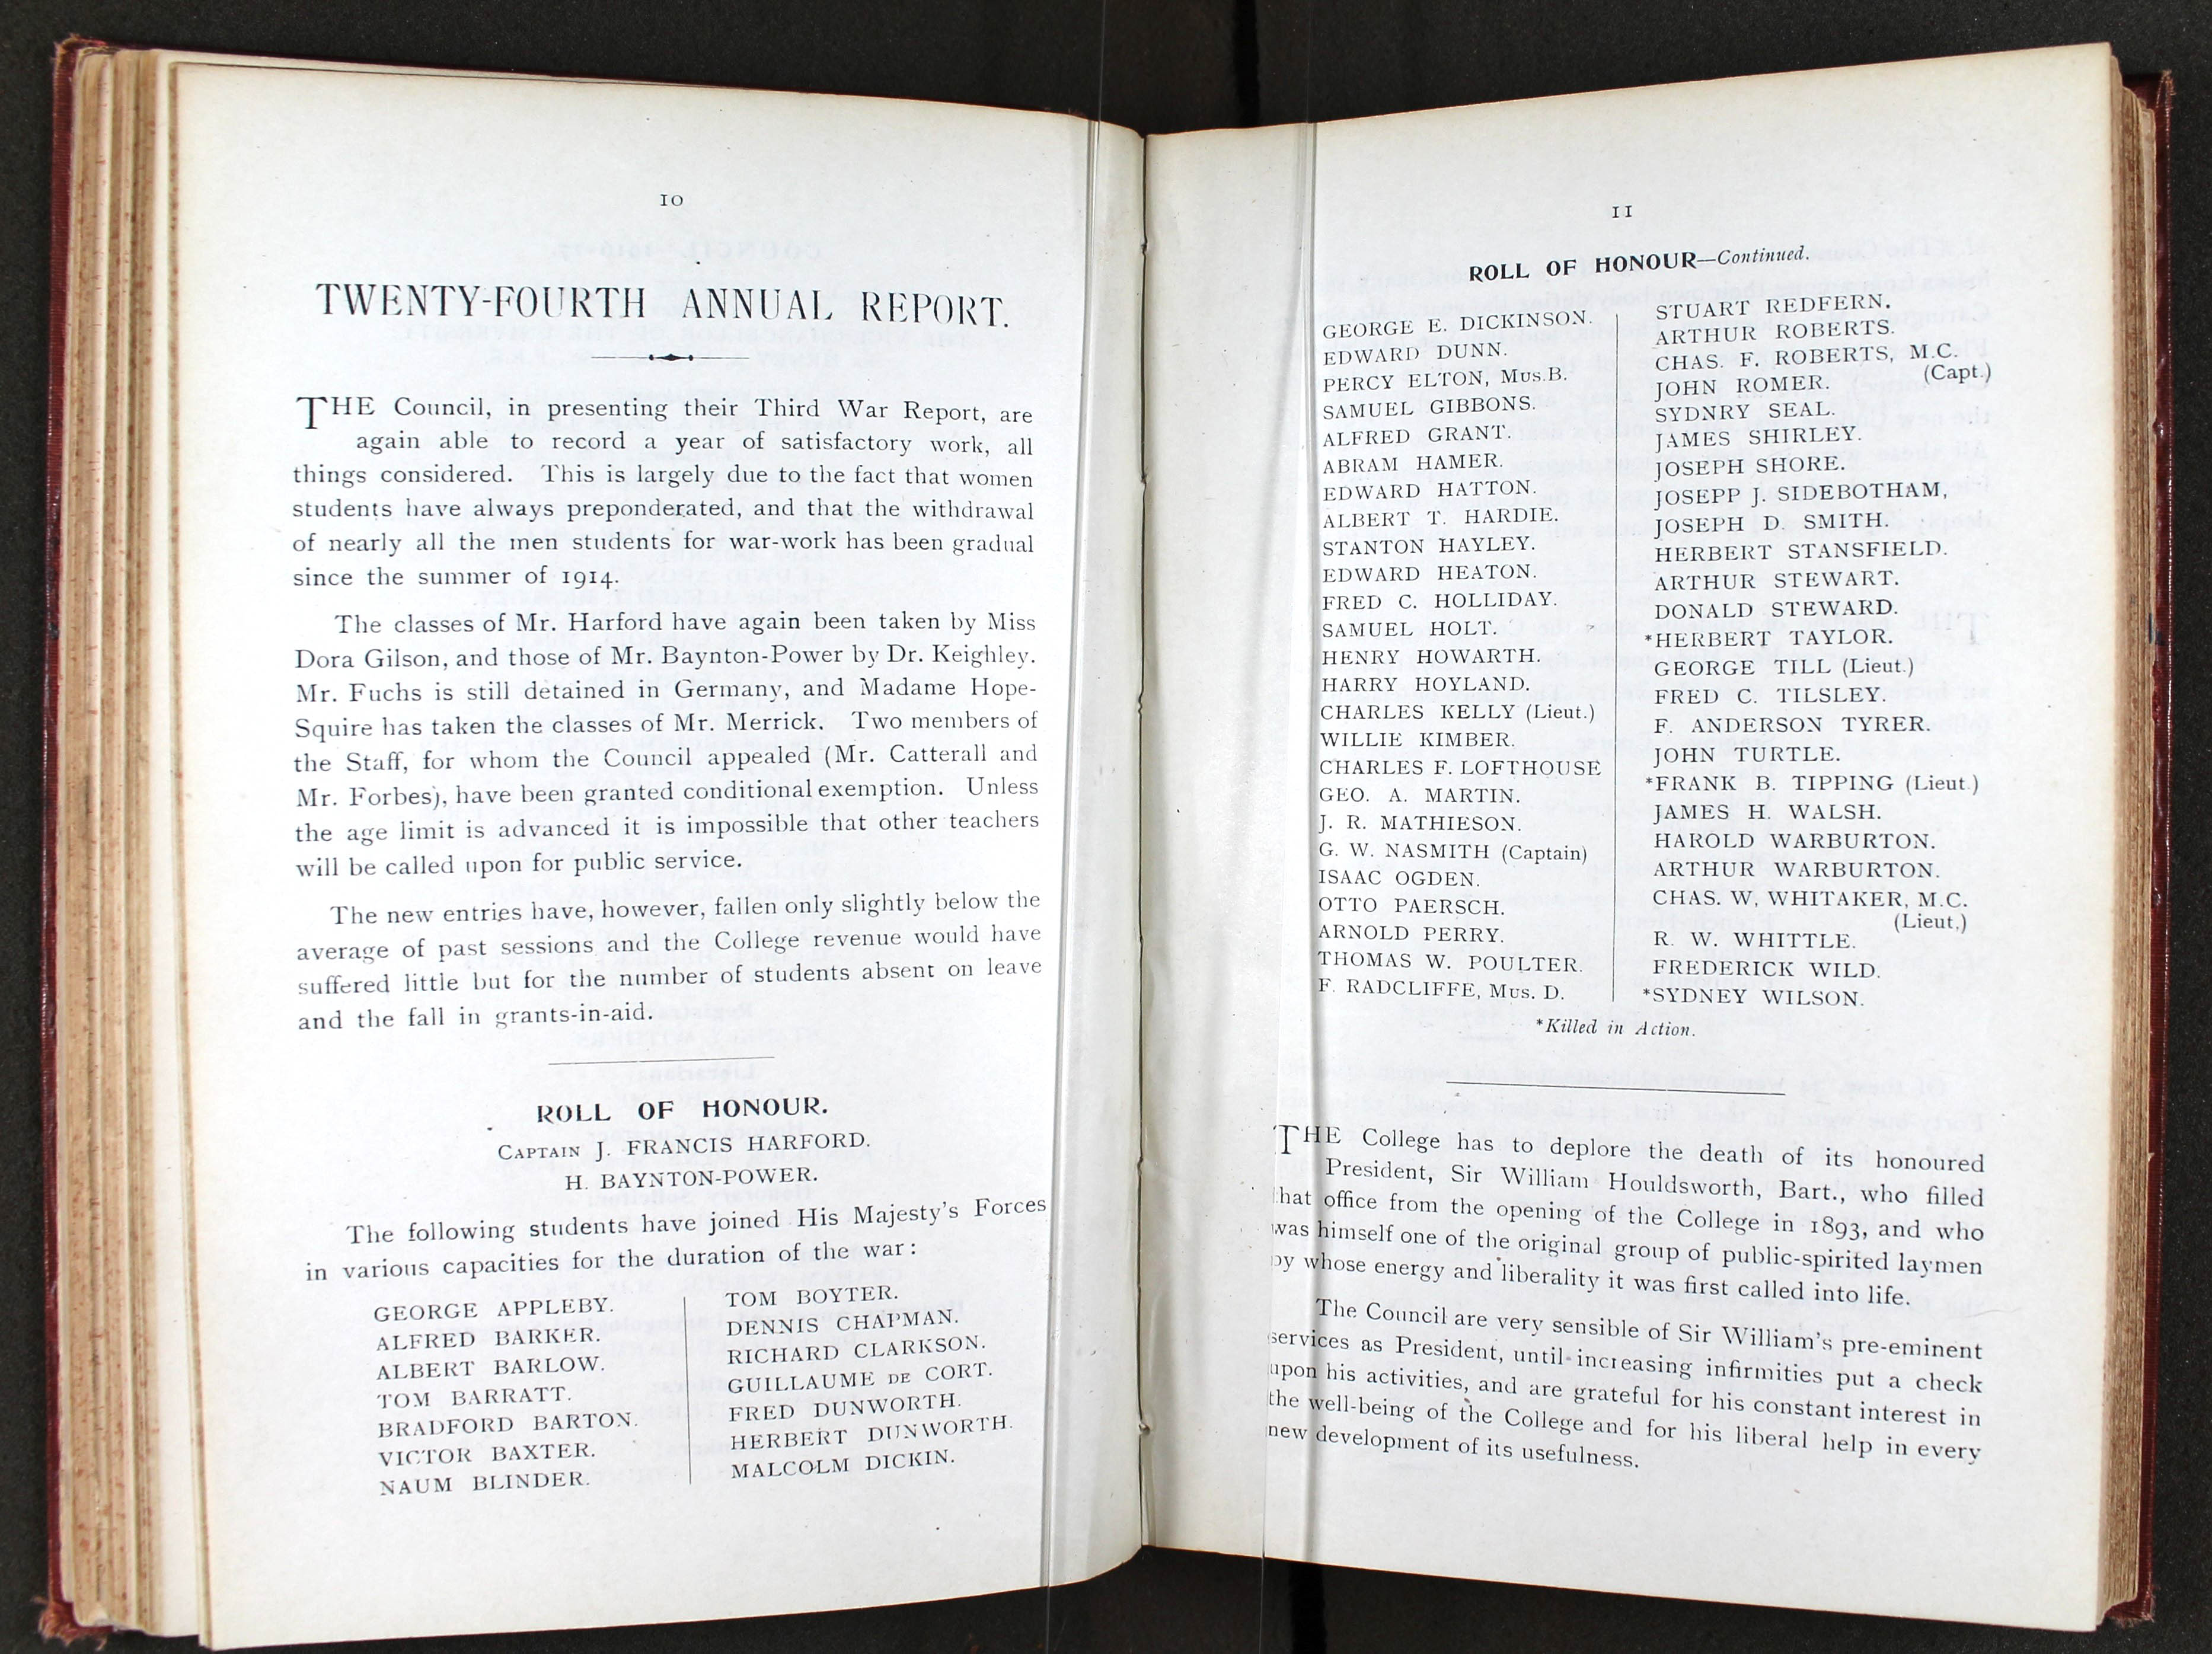 10
TWENTY-FOURTH ANNUAL REPORT.
THE Council, in presenting their Third War Report, are
again able to record a year of satisfactory work, all
things considered. This is largely due to the fact that women
students have always preponderated, and that the withdrawal
of nearly all the men students for war-work has been gradual
since the summer of 1914.
The classes of Mr. Harford have again been taken by Miss
Dora Gilson, and those of Mr. Baynton-Power by Dr. Keighley.
Mr. Fuchs is still detained in Germany, and Madame Hope-
Squire has taken the classes of Mr. Merrick. Two members of
the Staff, for whom the Council appealed (Mr. Catterall and
Mr. Forbes), have been granted conditional exemption. Unless
the age limit is advanced it is impossible that other teachers
will be called upon for public service.
The new entries have, however, fallen only slightly below the
average of past sessions and the College revenue would have
suffered little but for the number of students absent on leave
and the fall in grants-in-aid.
ROLL OF HONOUR.
CAPTAIN J. FRANCIS HARFORD.
H. BAYNTON-POWER.
The following students have joined His Majesty's Forces
in various capacities for the duration of the war:
GEORGE APPLEBY.
ALFRED BARKER.
ALBERT BARLOW.
TOM BARRATT.
BRADFORD BARTON.
VICTOR BAXTER.
NAUM BLINDER.
TOM BOYTER.
DENNIS CHAPMAN.
RICHARD CLARKSON.
GUILLAUME DE CORT.
FRED DUNWORTH.
HERBERT DUNWORTH.
MALCOLM DICKIN.
11
ROLL OF HONOUR—Continued.
GEORGE E. DICKINSON.
EDWARD DUNN.
PERCY ELTON, Mus.B.
SAMUEL GIBBONS.
ALFRED GRANT.
ABRAM HAMER.
EDWARD HATTON.
ALBERT T. HARDIE.
STANTON HAYLEY.
EDWARD HEATON.
FRED C. HOLLIDAY.
SAMUEL HOLT.
HENRY HOWARTH.
HARRY HOYLAND.
CHARLES KELLY (Lieut.)
WILLIE KIMBER.
CHARLES F. LOFTHOUSE
GEO. A. MARTIN.
J. R. MATHIESON.
G. W. NASMITH (Captain)
ISAAC OGDEN.
OTTO PAERSCH.
ARNOLD PERRY.
THOMAS W. POULTER.
F. RADCLIFFE, Mus. D.
STUART REDFERN.
ARTHUR ROBERTS.
CHAS. F. ROBERTS, M.C.
(Capt.)
JOHN ROMER.
SYDNRY SEAL.
JAMES SHIRLEY.
JOSEPH SHORE.
JOSEPP J. SIDEBOTHAM,
JOSEPH D. SMITH.
HERBERT STANSFIELD.
ARTHUR STEWART.
DONALD STEWARD.
*HERBERT TAYLOR.
GEORGE TILL (Lieut.)
FRED C. TILSLEY.
F. ANDERSON TYRER.
JOHN TURTLE.
*FRANK B. TIPPING (Lieut.)
JAMES H. WALSH.
HAROLD WARBURTON.
ARTHUR WARBURTON.
CHAS. W, WHITAKER, M.C.
(Lieut,)
R. W. WHITTLE.
FREDERICK WILD.
*SYDNEY WILSON.
*Killed in Action.
THE College has to deplore the death of its honoured
President, Sir William Houldsworth, Bart., who filled
that office from the opening of the College in 1893, and who
was himself one of the original group of public-spirited laymen
by whose energy and liberality it was first called into life.
The Council are very sensible of Sir William's pre-eminent
services as President, until increasing infirmities put a check
upon his activities, and are grateful for his constant interest in
the well-being of the College and for his liberal help in every
new development of its usefulness.